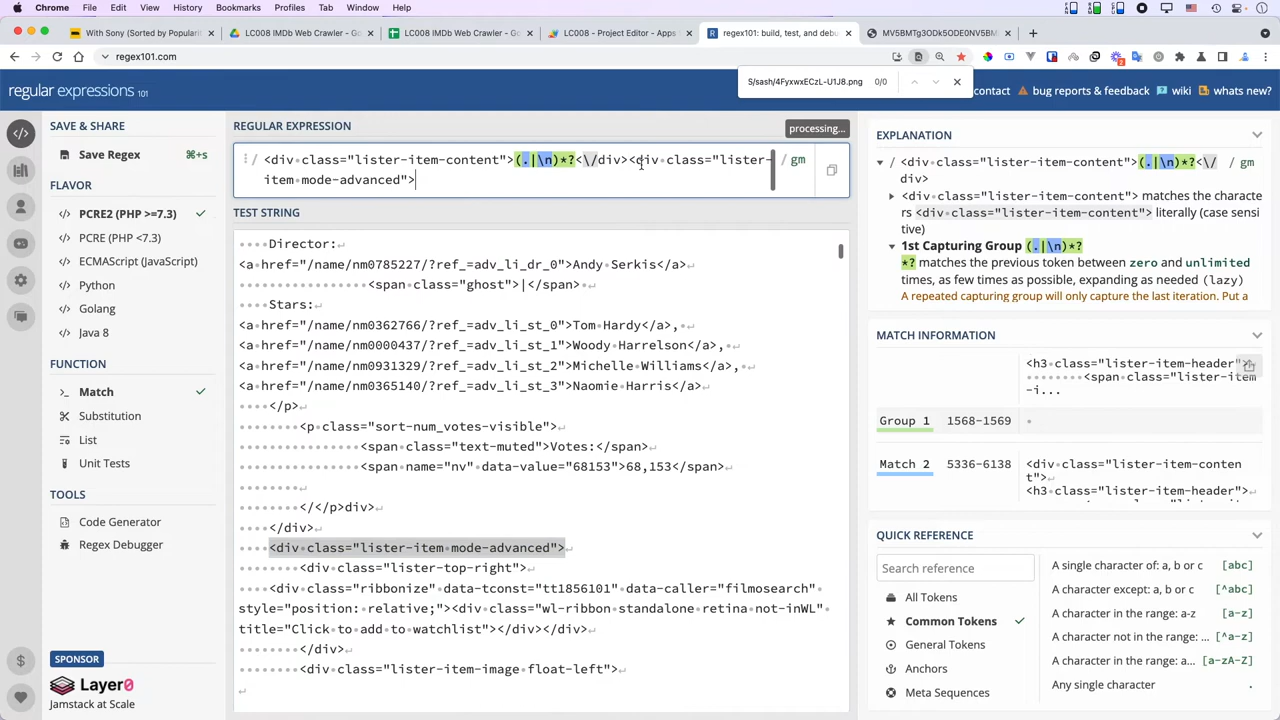 Chrome File Edit View History Bookmarks Profiles Tab Window Help
With Sony (Sorted by Populari
LC008 IMDb Web Crawler - Go
LC008 IMDb Web Crawler - Go
LC008 - Project Editor - Apps S
regex101: build, test, and debu
MV5BMTg3ODk5ODE0NV5BM
regex101.com
S/sash/4FyxwxECzL-U1J8.png 0/0
regular expressions 101
contact
bug reports & feedback
wiki
whats new?
SAVE & SHARE
Save Regex ⌘+s
FLAVOR
PCRE2 (PHP >=7.3)
PCRE (PHP <7.3)
ECMAScript (JavaScript)
Python
Golang
Java 8
FUNCTION
Match
Substitution
List
Unit Tests
TOOLS
Code Generator
Regex Debugger
$
SPONSOR
Layer0
Jamstack at Scale
REGULAR EXPRESSION
processing...
/ <div class="lister-item-content">(.|\n)*?<\/div><div class="lister- / gm
item·mode-advanced">
TEST STRING
····Director:↵
<a·href="/name/nm0785227/?ref_=adv_li_dr_0">Andy·Serkis</a>↵
·················<span·class="ghost">|</span>·↵
····Stars:↵
<a·href="/name/nm0362766/?ref_=adv_li_st_0">Tom·Hardy</a>,·↵
<a·href="/name/nm0000437/?ref_=adv_li_st_1">Woody·Harrelson</a>,·↵
<a·href="/name/nm0931329/?ref_=adv_li_st_2">Michelle·Williams</a>,·↵
<a·href="/name/nm0365140/?ref_=adv_li_st_3">Naomie·Harris</a>↵
····</p>↵
········<p·class="sort-num_votes-visible">↵
················<span·class="text-muted">Votes:</span>↵
················<span·name="nv"·data-value="68153">68,153</span>↵
········↵
········</</p>div>↵
····</div>↵
····<div·class="lister-item·mode-advanced">↵
········<div·class="lister-top-right">↵
····<div·class="ribbonize"·data-tconst="tt1856101"·data-caller="filmosearch"·
style="position:·relative;"><div·class="wl-ribbon·standalone·retina·not-inWL"·
title="Click·to·add·to·watchlist"></div></div>↵
········</div>↵
········<div·class="lister-item-image·float-left">↵
↵
EXPLANATION
/ <div·class="lister-item-content">(.|\n)*?<\/ / gm
div>
<div·class="lister-item-content"> matches the characte
rs <div·class="lister-item-content"> literally (case sensi
tive)
1st Capturing Group (.|\n)*?
*? matches the previous token between zero and unlimited
times, as few times as possible, expanding as needed (lazy)
A repeated capturing group will only capture the last iteration. Put a
MATCH INFORMATION
<h3·class="lister-item-header">
········<span·class="lister-item
-i...
Group 1 1568-1569 ·
Match 2 5336-6138 <div·class="lister-item-conten
t">↵
<h3·class="lister-item-header">↵
QUICK REFERENCE
Search reference
All Tokens
Common Tokens
General Tokens
Anchors
Meta Sequences
A single character of: a, b or c [abc]
A character except: a, b or c [^abc]
A character in the range: a-z [a-z]
A character not in the range: ... [^a-z]
A character in the range: a... [a-zA-Z]
Any single character .